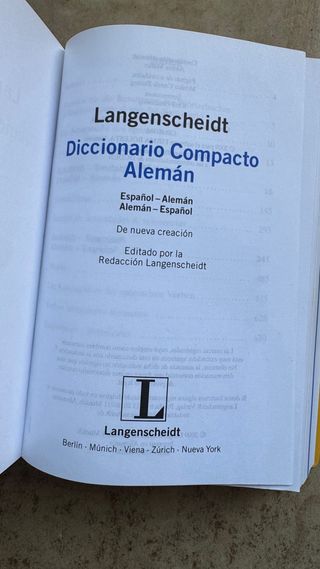 Langenscheidt
Diccionario Compacto
Alemán
Español – Alemán
Alemán – Español
De nueva creación
Editado por la
Redacción Langenscheidt
L
Langenscheidt
Berlín · Múnich · Viena · Zúrich · Nueva York